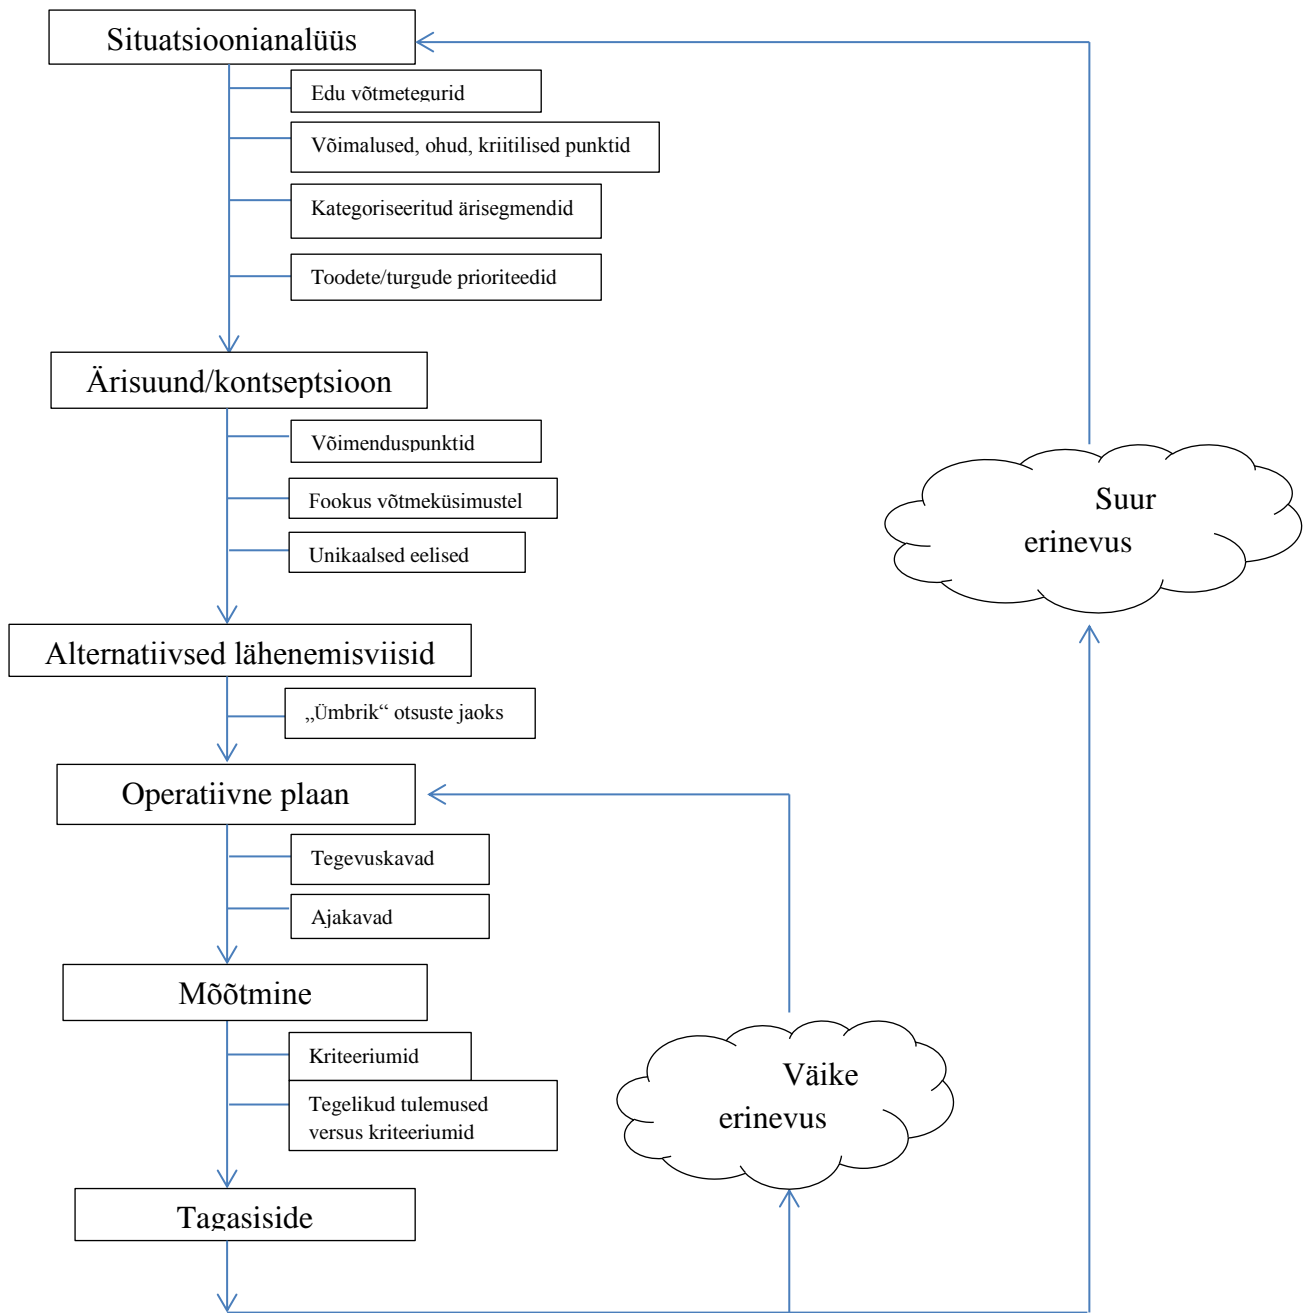 Situatsioonianalüüs
Edu võtmetegurid
Võimalused, ohud, kriitilised punktid
Kategoriseeritud ärisegmendid
Toodete/turgude prioriteedid
Ärisuund/kontseptsioon
Võimenduspunktid
Fookus võtmeküsimustel
Unikaalsed eelised
Suur
erinevus
Alternatiivsed lähenemisviisid
„Ümbrik“ otsuste jaoks
Operatiivne plaan
Tegevuskavad
Ajakavad
Mõõtmine
Kriteeriumid
Tegelikud tulemused
versus kriteeriumid
Väike
erinevus
Tagasiside